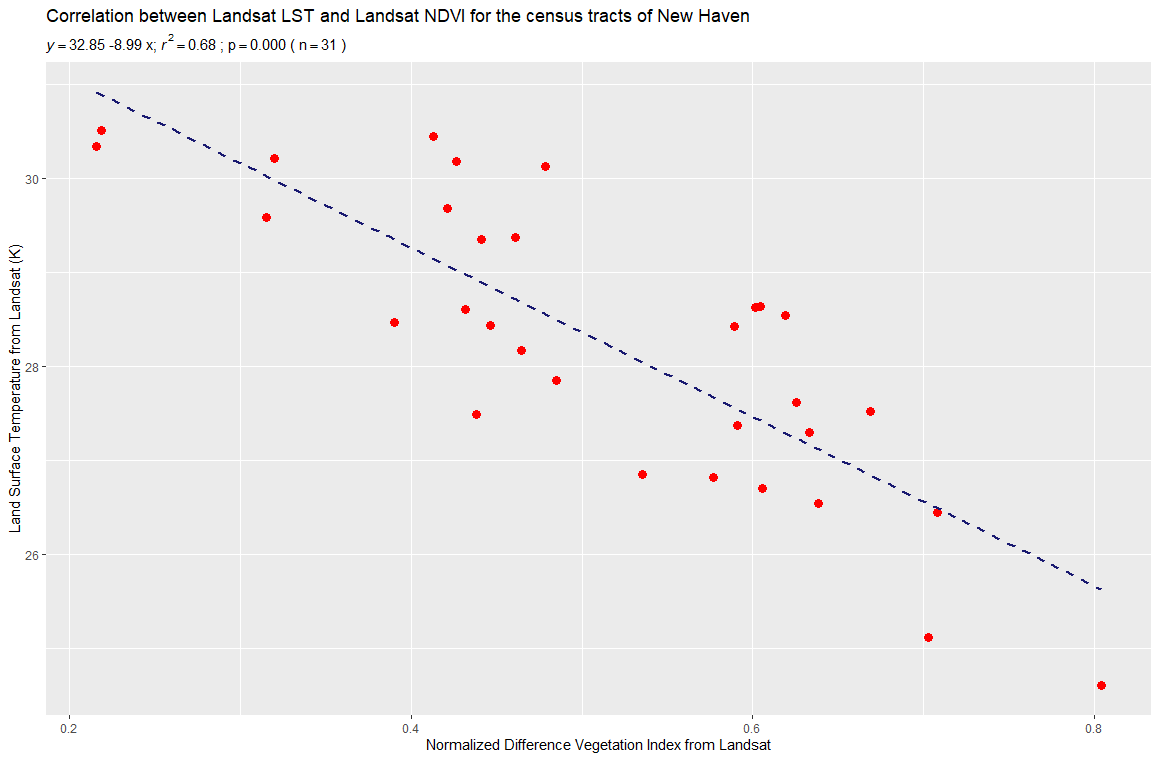 Correlation between Landsat LST and Landsat NDVI for the census tracts of New Haven
y = 32.85 -8.99 x; r² = 0.68 ; p = 0.000 ( n = 31 )
Land Surface Temperature from Landsat (K)
30
28
26
0.2
0.4
0.6
0.8
Normalized Difference Vegetation Index from Landsat